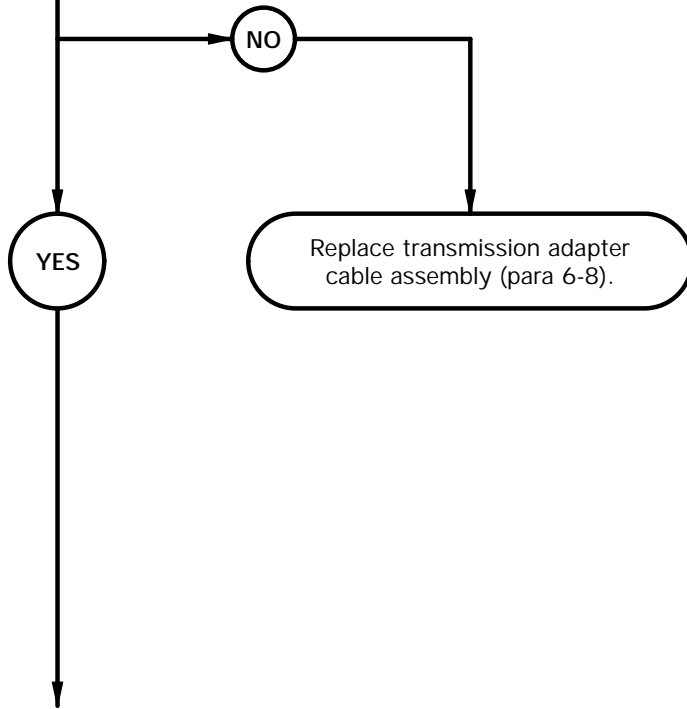 NO
YES
Replace transmission adapter
cable assembly (para 6-8).